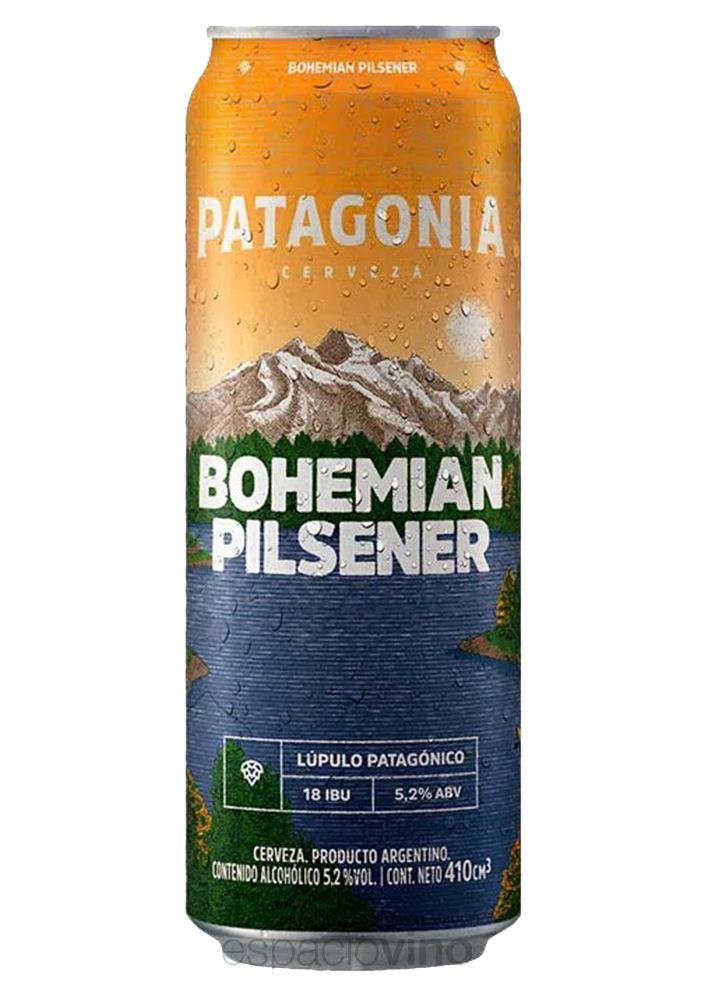 BOHEMIAN PILSENER
PATAGONIA
CERVEZA
BOHEMIAN
PILSENER
LÚPULO PATAGÓNICO
18 IBU 5,2% ABV
CERVEZA. PRODUCTO ARGENTINO.
CONTENIDO ALCOHÓLICO 5,2 %VOL. | CONT. NETO 410CM³
espaciovino